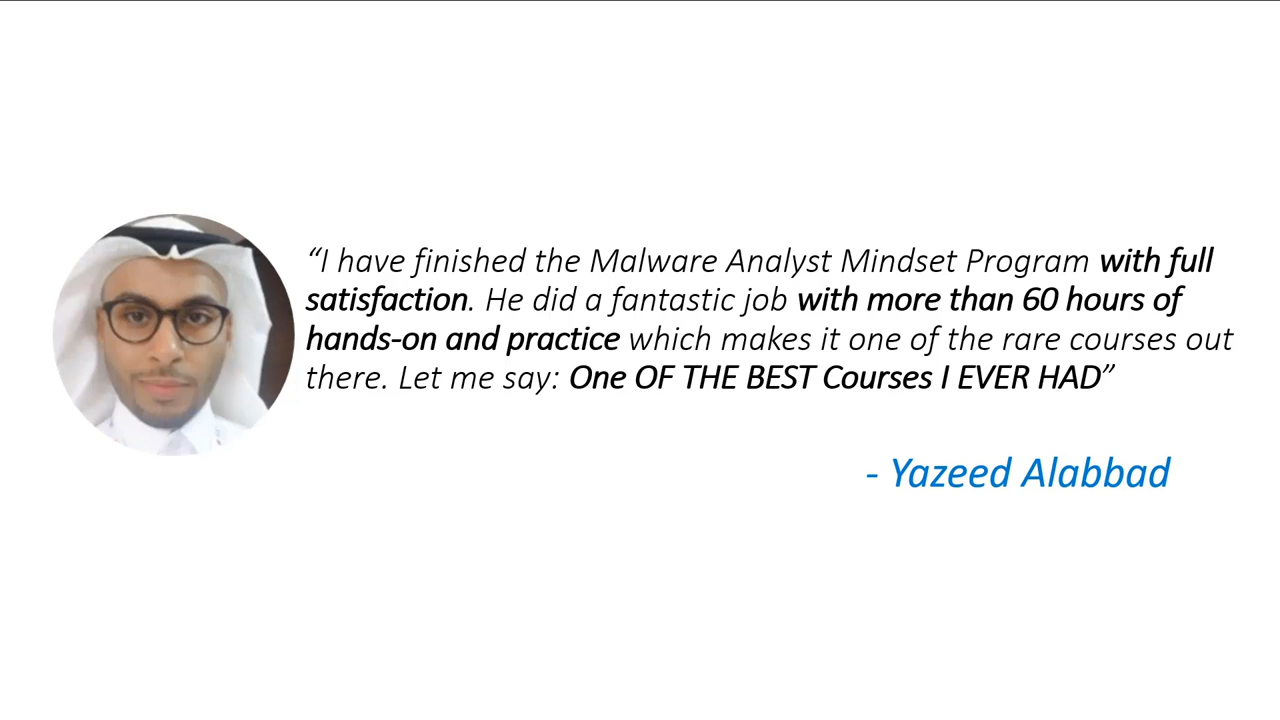 “I have finished the Malware Analyst Mindset Program with full
satisfaction. He did a fantastic job with more than 60 hours of
hands-on and practice which makes it one of the rare courses out
there. Let me say: One OF THE BEST Courses I EVER HAD”
- Yazeed Alabbad